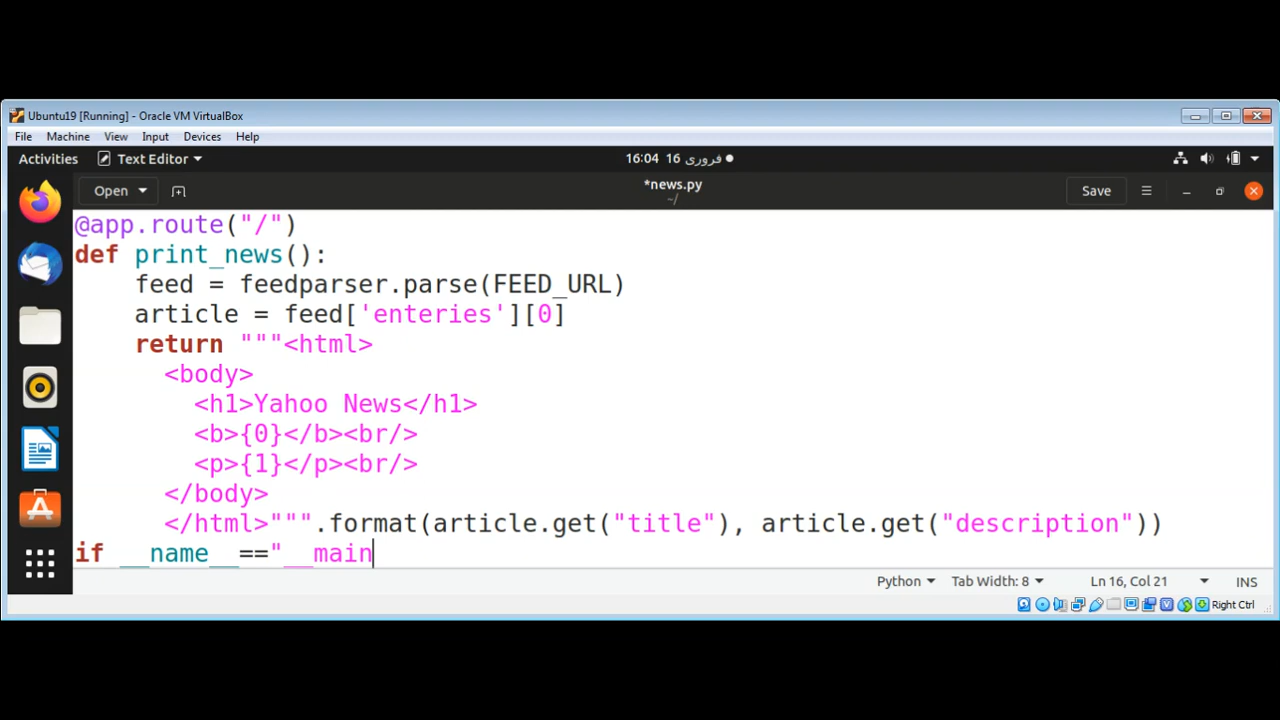 Ubuntu19 [Running] - Oracle VM VirtualBox
File Machine View Input Devices Help
Activities Text Editor 16:04 16 فروری
Open *news.py Save
~/
@app.route("/")
def print_news():
    feed = feedparser.parse(FEED_URL)
    article = feed['enteries'][0]
    return """<html>
      <body>
        <h1>Yahoo News</h1>
        <b>{0}</b><br/>
        <p>{1}</p><br/>
      </body>
      </html>""".format(article.get("title"), article.get("description"))
if __name__=="__main
Python Tab Width: 8 Ln 16, Col 21 INS
Right Ctrl